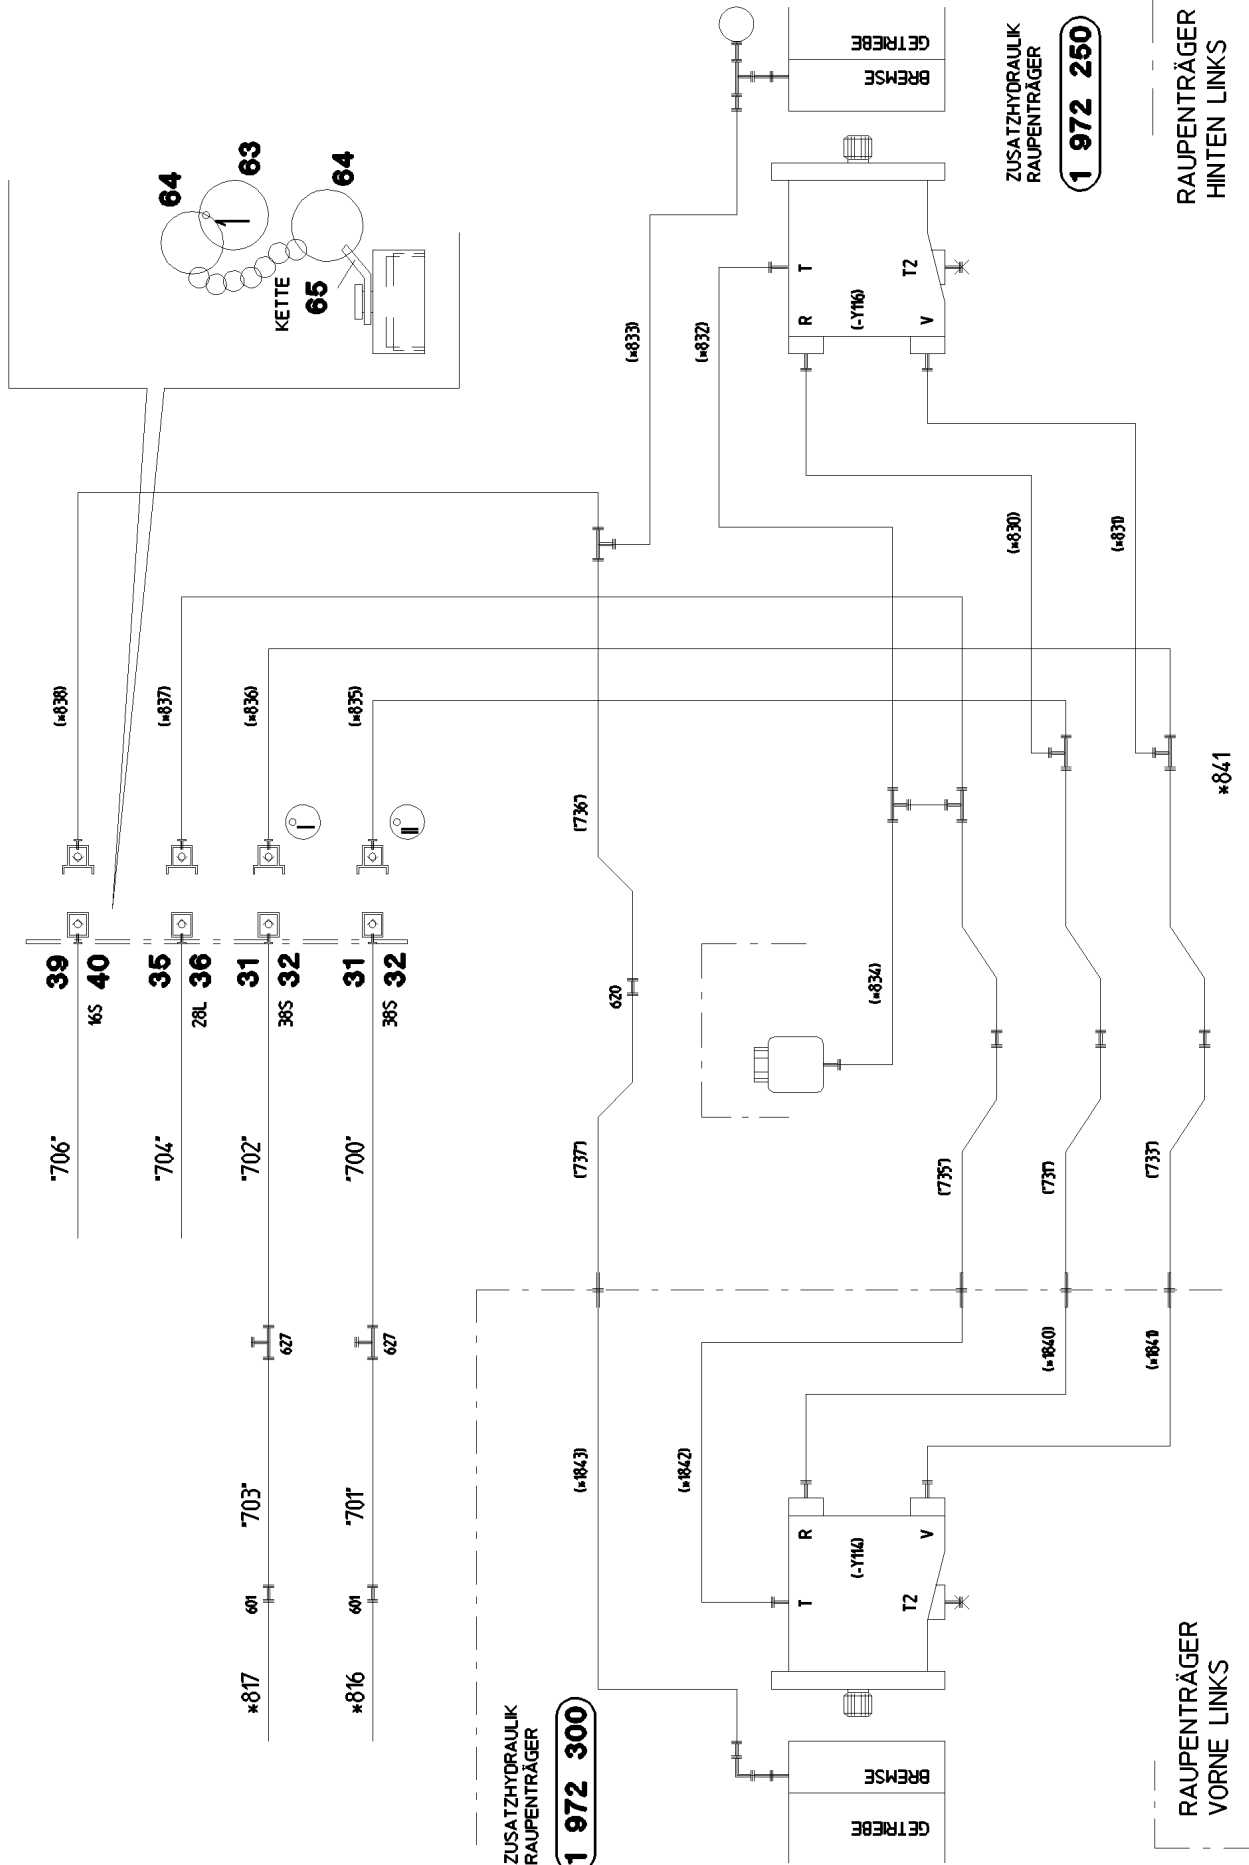 64
63
64
KETTE
65
GETRIEBE
BREMSE
ZUSATZHYDRAULIK
RAUPENTRÄGER
1 972 250
RAUPENTRÄGER
HINTEN LINKS
T
R
T2
V
(-Y116)
(*833)
(*832)
(*830)
(*831)
(*838)
(*837)
(*836)
(*835)
I
II
39
40
16S
35
36
28L
31
32
38S
31
32
38S
("736")
620
(*834)
*841
"706"
"704"
"702"
"700"
("737")
("735")
("731")
("733")
627
627
(*1840)
(*1841)
(*1843)
(*1842)
"703"
"701"
601
601
*817
*816
R
V
T
T2
(-Y114)
ZUSATZHYDRAULIK
RAUPENTRÄGER
1 972 300
BREMSE
GETRIEBE
RAUPENTRÄGER
VORNE LINKS